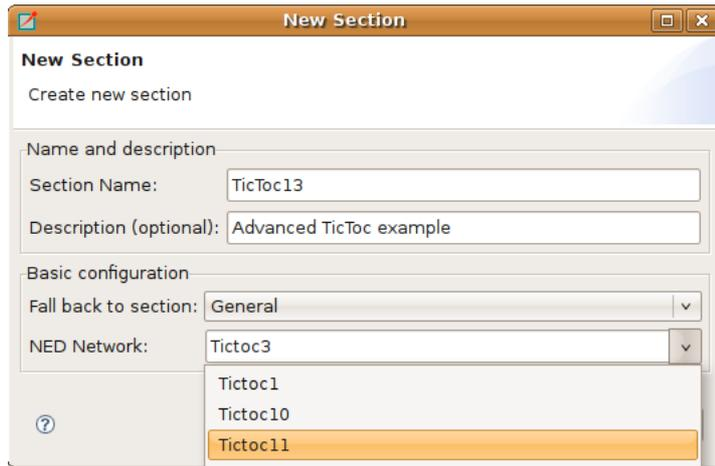 New Section
New Section
Create new section
Name and description
Section Name: TicToc13
Description (optional): Advanced TicToc example
Basic configuration
Fall back to section: General
NED Network: Tictoc3
Tictoc1
Tictoc10
Tictoc11